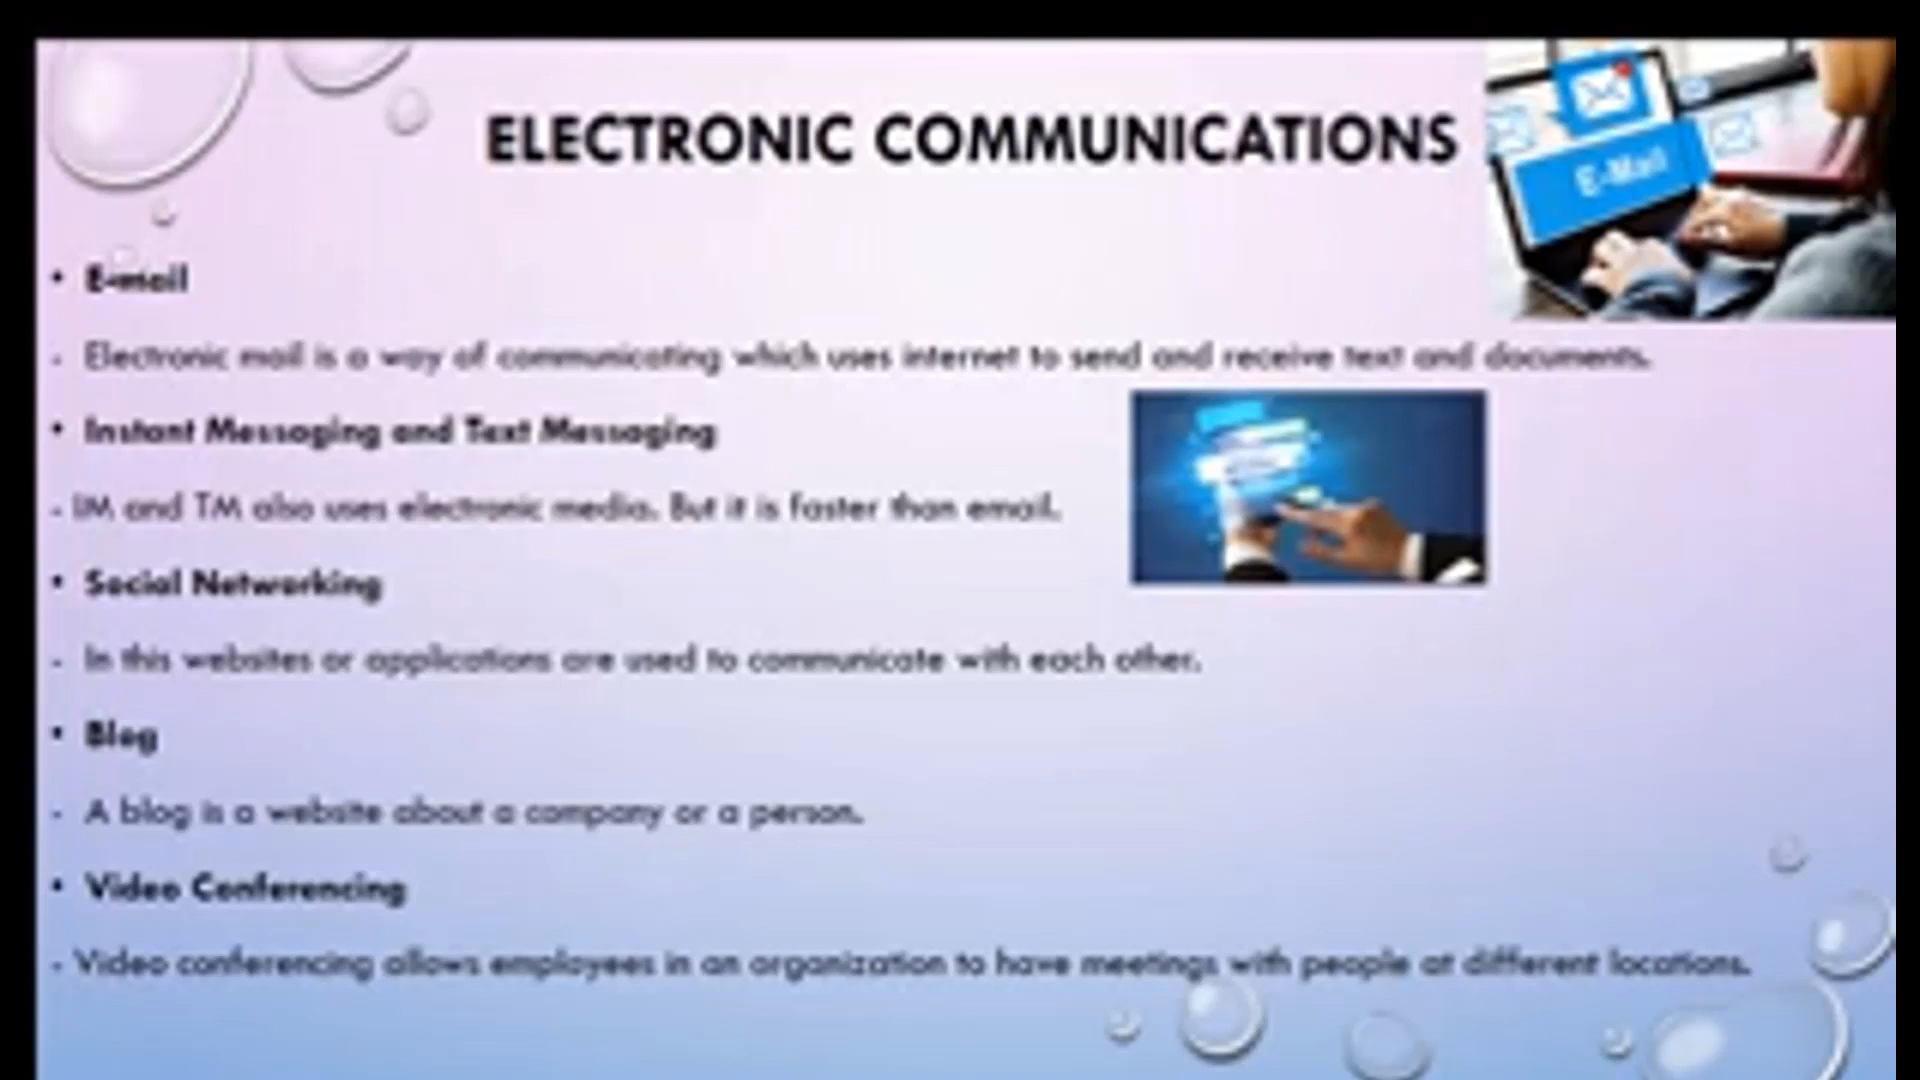 ELECTRONIC COMMUNICATIONS
E-Mail
• E-mail
- Electronic mail is a way of communicating which uses internet to send and receive text and documents.
• Instant Messaging and Text Messaging
- IM and TM also uses electronic media. But it is faster than email.
• Social Networking
- In this websites or applications are used to communicate with each other.
• Blog
- A blog is a website about a company or a person.
• Video Conferencing
- Video conferencing allows employees in an organization to have meetings with people at different locations.